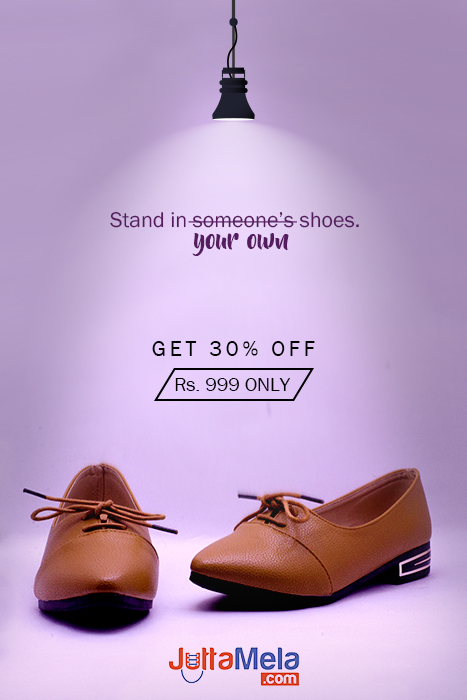 Stand in someone's shoes.
your own
GET 30% OFF
Rs. 999 ONLY
JuttaMela
.com